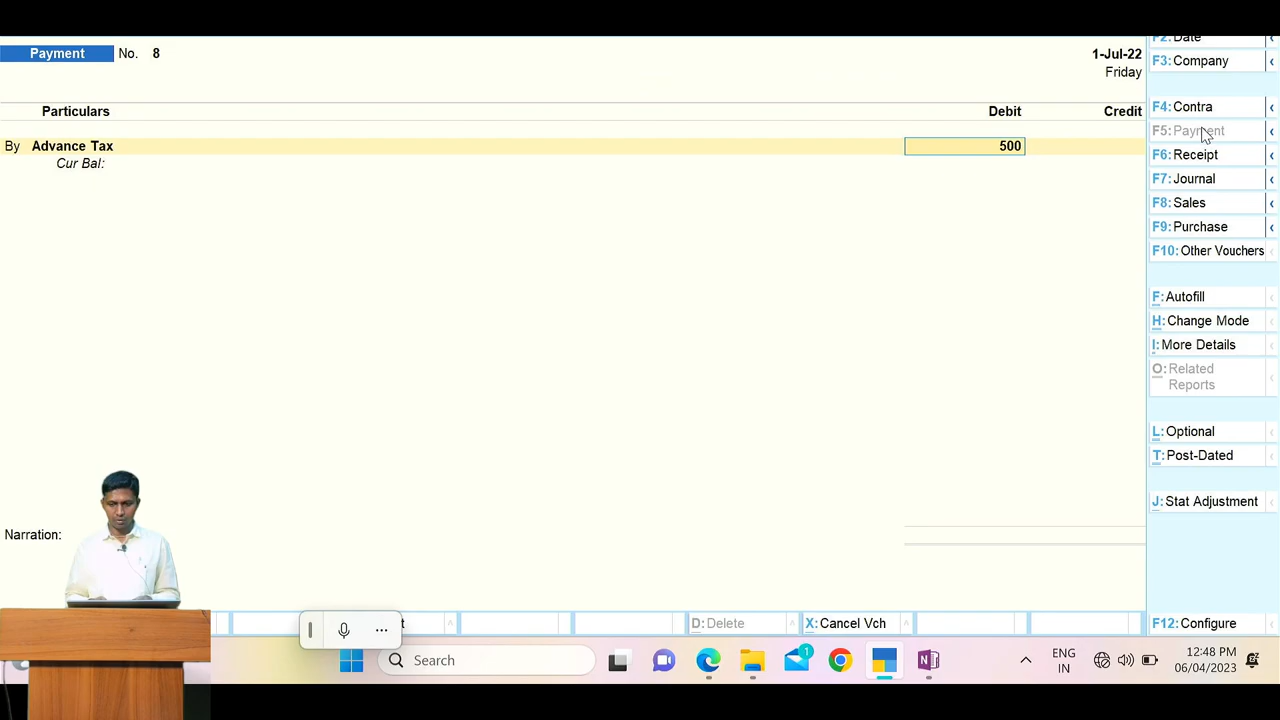 Payment No. 8
1-Jul-22
Friday
Particulars Debit Credit
By Advance Tax 500
Cur Bal:
Narration:
F2: Date
F3: Company
F4: Contra
F5: Payment
F6: Receipt
F7: Journal
F8: Sales
F9: Purchase
F10: Other Vouchers
F: Autofill
H: Change Mode
I: More Details
O: Related
Reports
L: Optional
T: Post-Dated
J: Stat Adjustment
D: Delete X: Cancel Vch F12: Configure
Search
1
ENG
IN
12:48 PM
06/04/2023